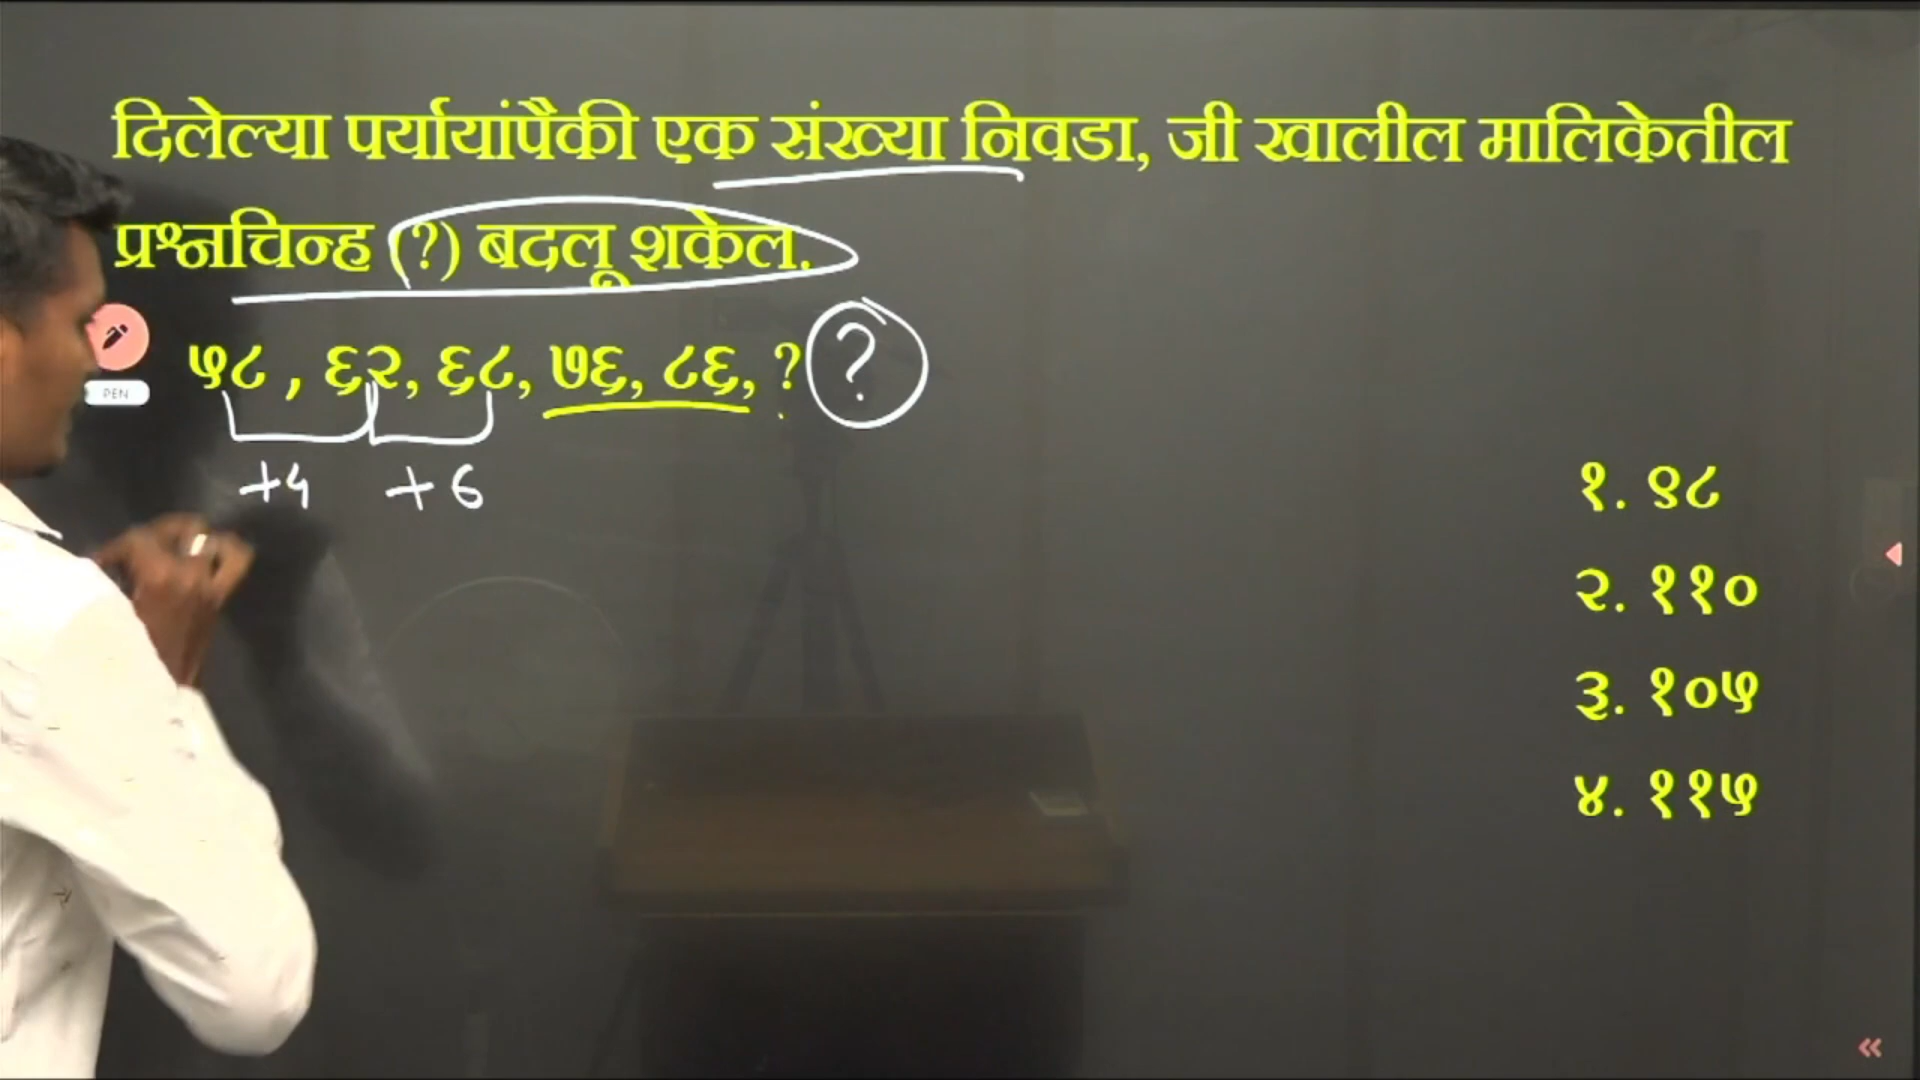 दिलेल्या पर्यायांपैकी एक संख्या निवडा, जी खालील मालिकेतील
प्रश्नचिन्ह (?) बदलू शकेल.
PEN
५८ , ६२, ६८, ७६, ८६, ? ?
+4 +6
१. ९८
२. ११०
३. १०५
४. ११५